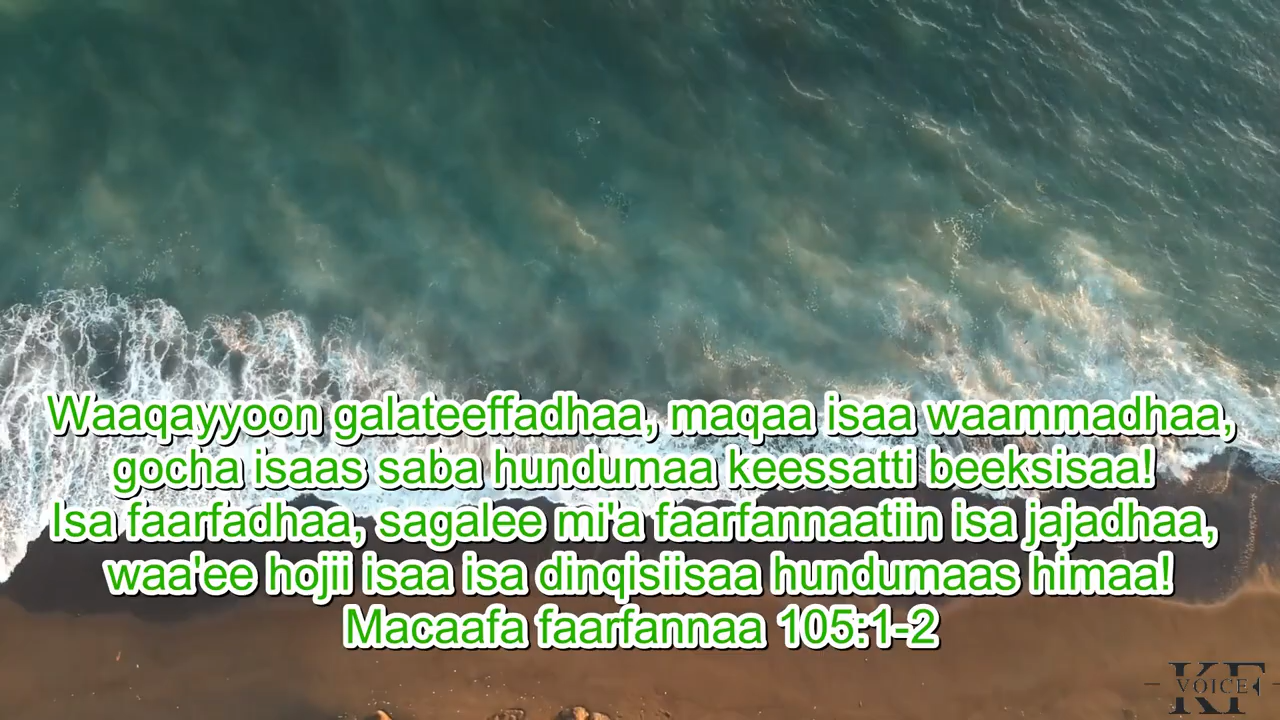 Waaqayyoon galateeffadhaa, maqaa isaa waammadhaa,
gocha isaas saba hundumaa keessatti beeksisaa!
Isa faarfadhaa, sagalee mi'a faarfannaatiin isa jajadhaa,
waa'ee hojii isaa isa dinqisiisaa hundumaas himaa!
Macaafa faarfannaa 105:1-2
KF
VOICE